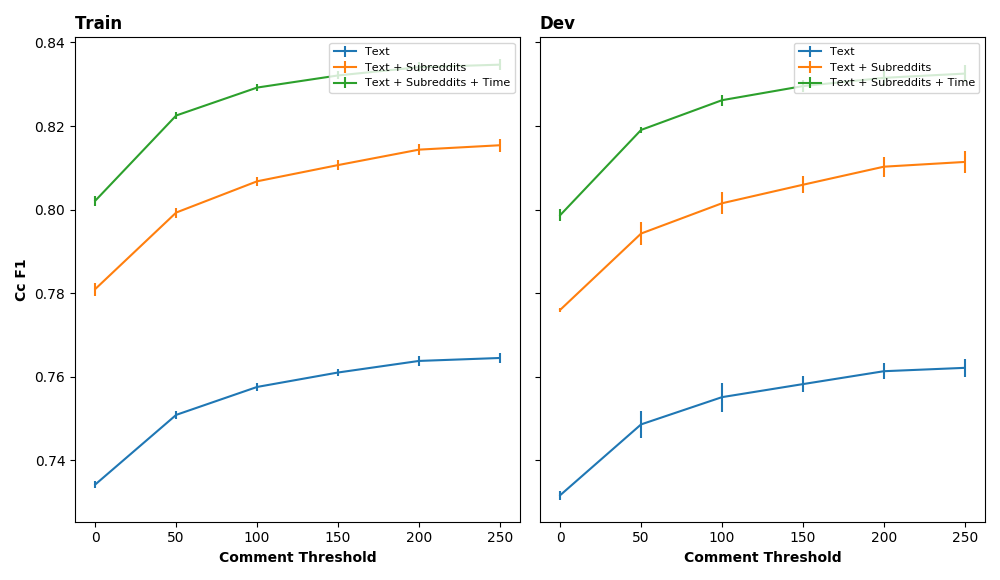 Train
Dev
Text
Text + Subreddits
Text + Subreddits + Time
Text
Text + Subreddits
Text + Subreddits + Time
0.84
0.82
0.80
0.78
0.76
0.74
Cc F1
0 50 100 150 200 250
0 50 100 150 200 250
Comment Threshold
Comment Threshold